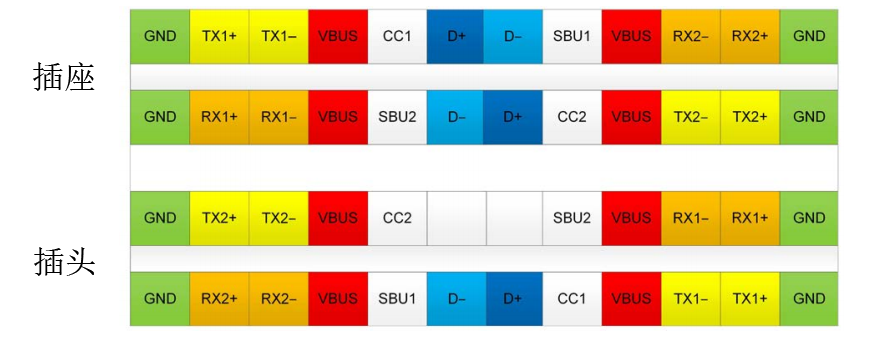 GND TX1+ TX1– VBUS CC1 D+ D– SBU1 VBUS RX2– RX2+ GND
插座
GND RX1+ RX1– VBUS SBU2 D– D+ CC2 VBUS TX2– TX2+ GND
GND TX2+ TX2– VBUS CC2 SBU2 VBUS RX1– RX1+ GND
插头
GND RX2+ RX2– VBUS SBU1 D– D+ CC1 VBUS TX1– TX1+ GND